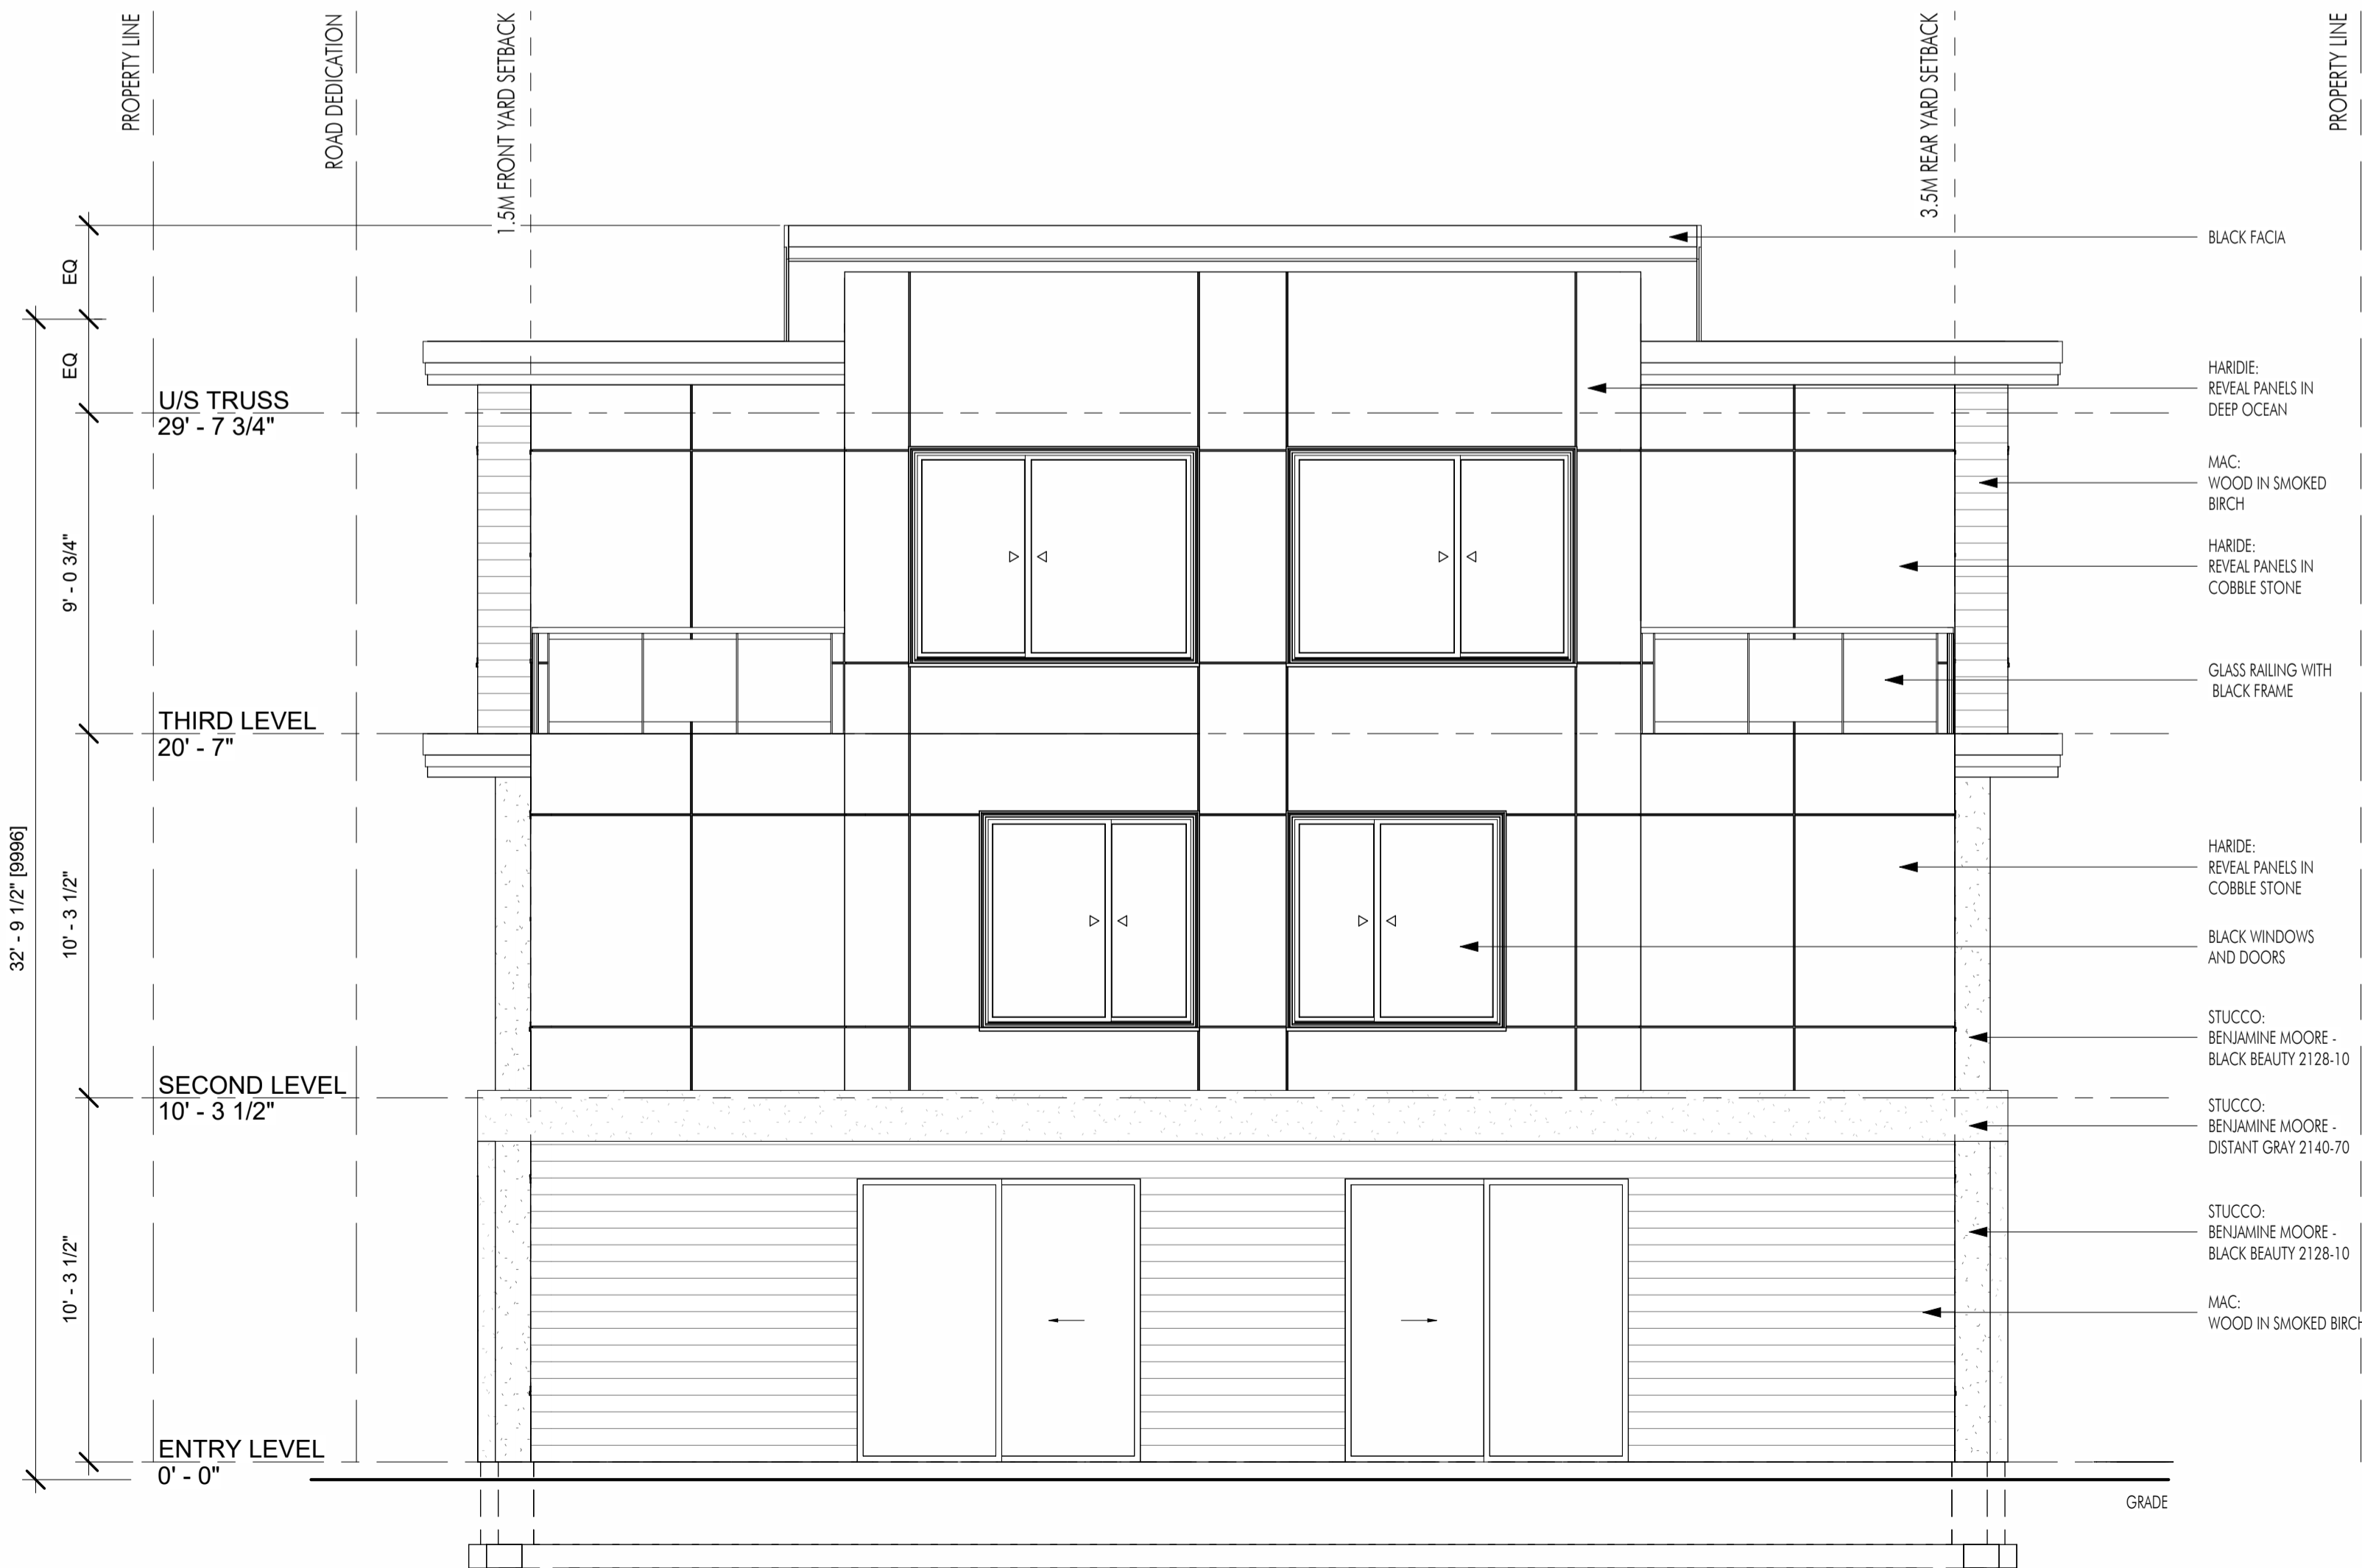 PROPERTY LINE
ROAD DEDICATION
1.5M FRONT YARD SETBACK
3.5M REAR YARD SETBACK
PROPERTY LINE
EQ
EQ
9' - 0 3/4"
10' - 3 1/2"
10' - 3 1/2"
32' - 9 1/2" [9996]
U/S TRUSS
29' - 7 3/4"
THIRD LEVEL
20' - 7"
SECOND LEVEL
10' - 3 1/2"
ENTRY LEVEL
0' - 0"
BLACK FACIA
HARIDIE:
REVEAL PANELS IN
DEEP OCEAN
MAC:
WOOD IN SMOKED
BIRCH
HARIDE:
REVEAL PANELS IN
COBBLE STONE
GLASS RAILING WITH
BLACK FRAME
HARIDE:
REVEAL PANELS IN
COBBLE STONE
BLACK WINDOWS
AND DOORS
STUCCO:
BENJAMINE MOORE -
BLACK BEAUTY 2128-10
STUCCO:
BENJAMINE MOORE -
DISTANT GRAY 2140-70
STUCCO:
BENJAMINE MOORE -
BLACK BEAUTY 2128-10
MAC:
WOOD IN SMOKED BIRCH
GRADE